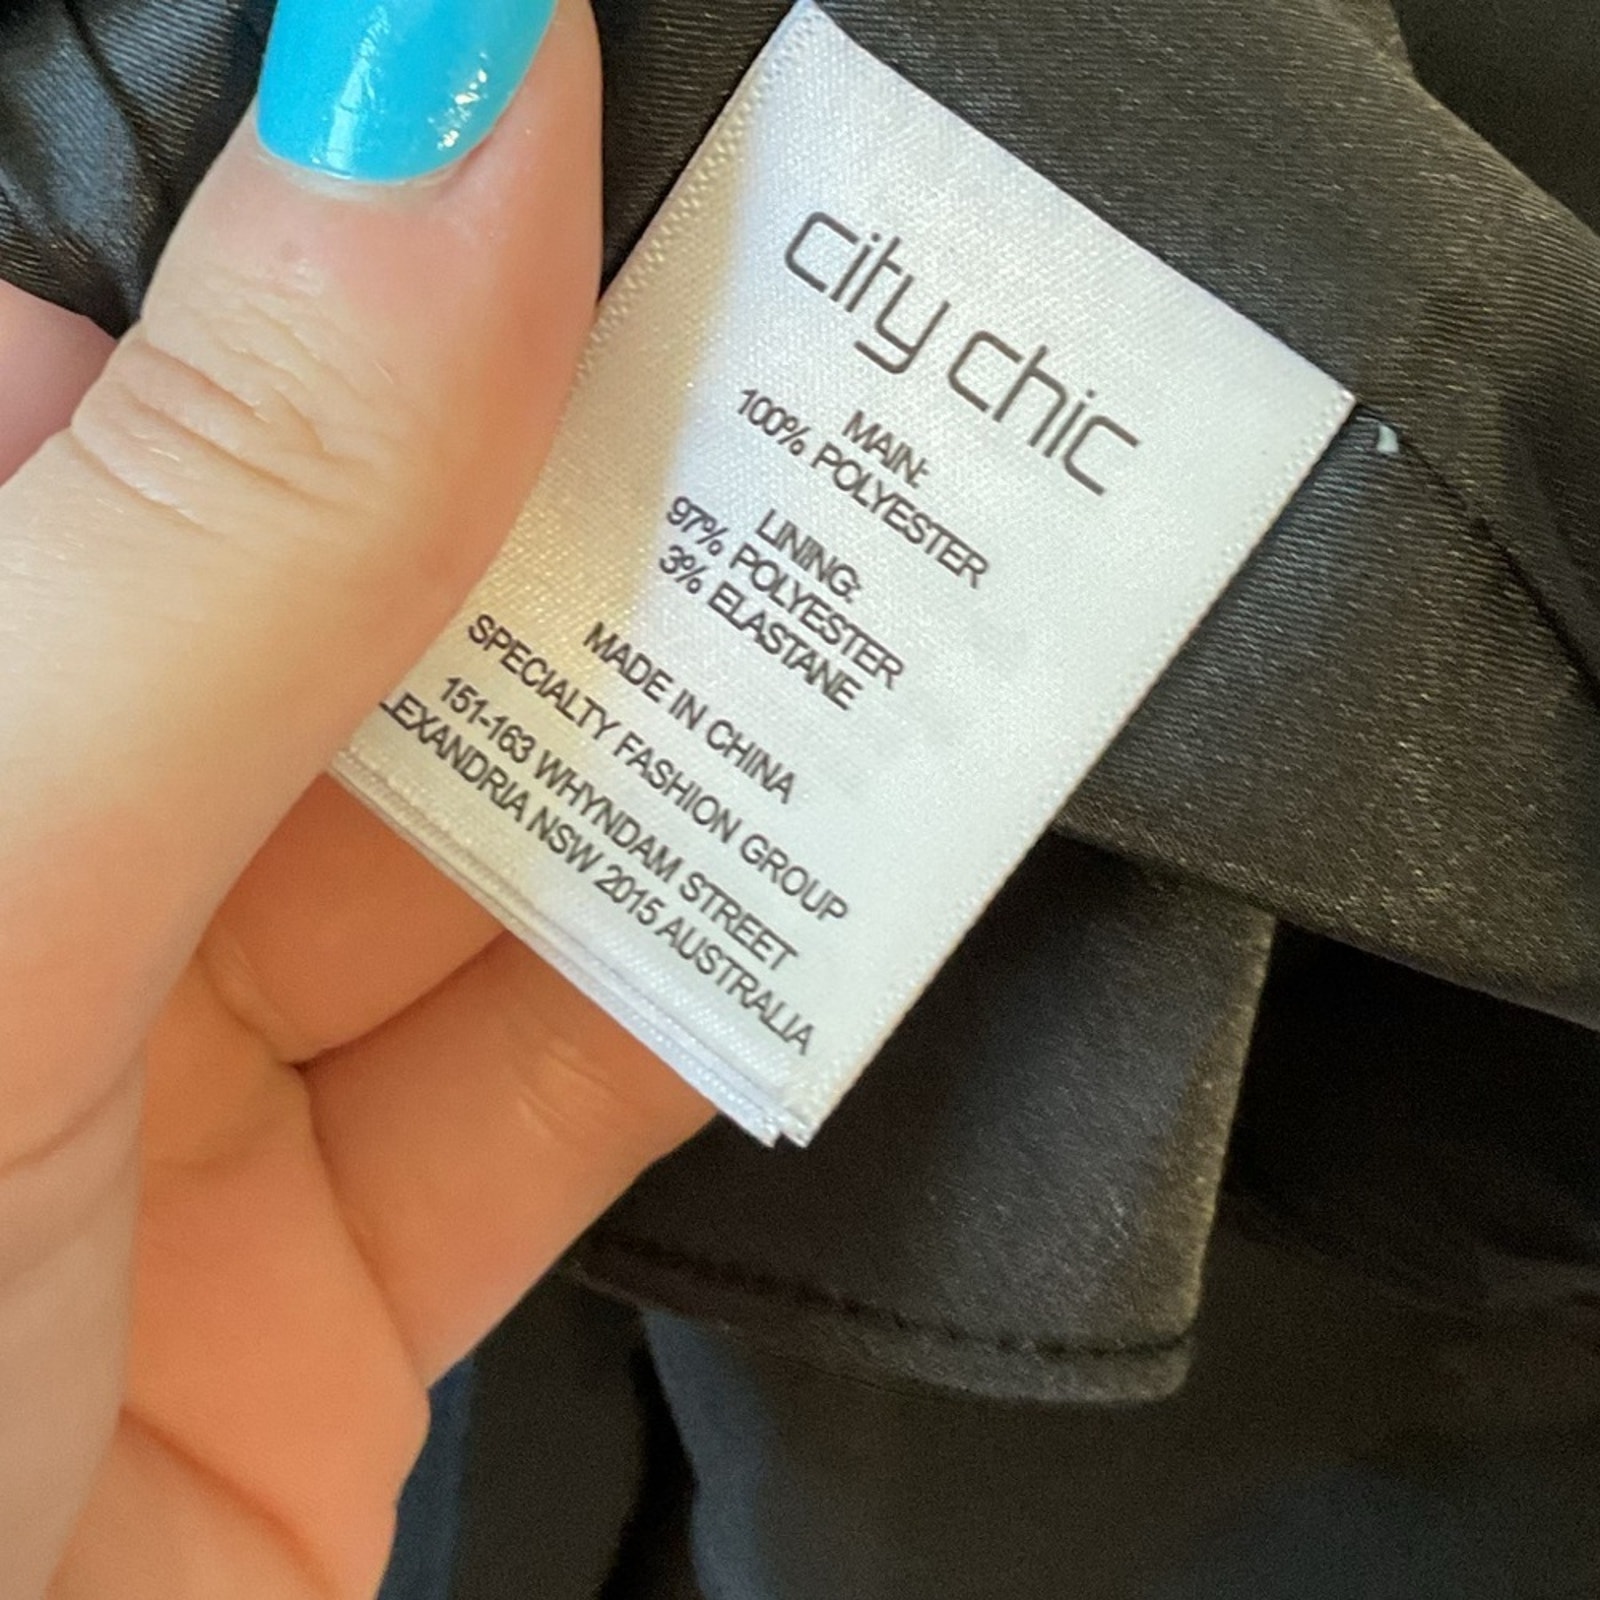 city chic
MAIN:
100% POLYESTER
LINING:
97% POLYESTER
3% ELASTANE
MADE IN CHINA
SPECIALTY FASHION GROUP
151-163 WHYNDAM STREET
LEXANDRIA NSW 2015 AUSTRALIA